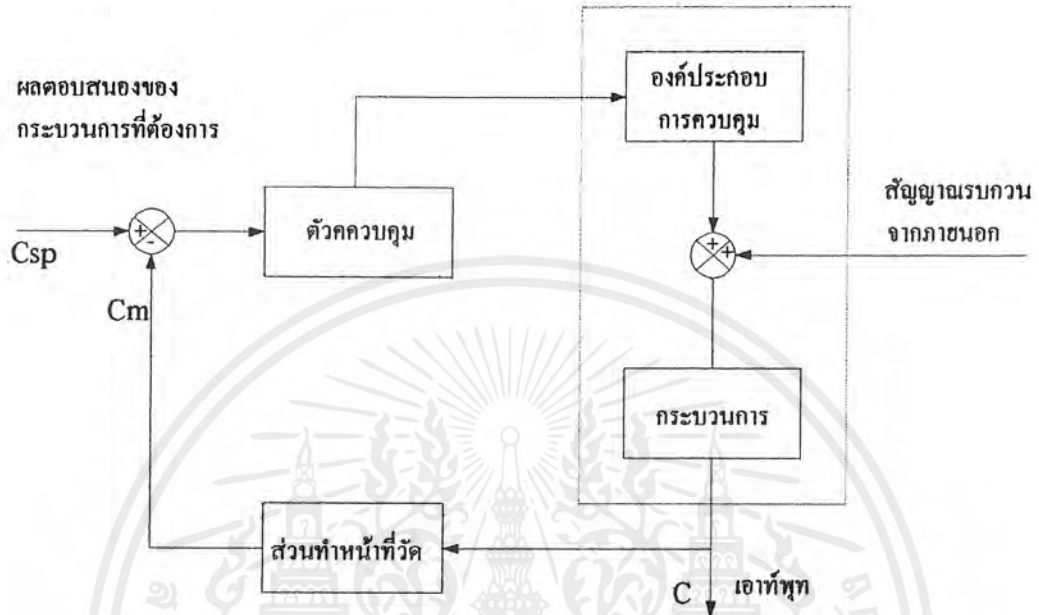 องค์ประกอบ
การควบคุม
ผลตอบสนองของ
กระบวนการที่ต้องการ
สัญญาณรบกวน
จากภายนอก
ตัวคควบคุม
+
-
+
+
Csp
Cm
กระบวนการ
ส่วนทำหน้าที่วัด
C เอาท์พุท